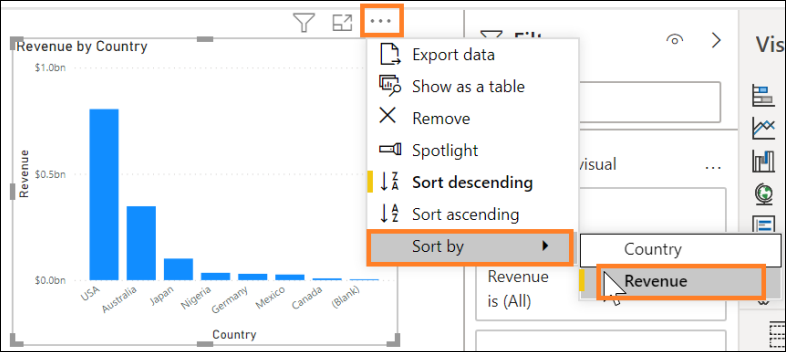 Revenue by Country
$1.0bn
$0.5bn
$0.0bn
Revenue
USA
Australia
Japan
Nigeria
Germany
Mexico
Canada
(Blank)
Country
Export data
Show as a table
Remove
Spotlight
Sort descending
Sort ascending
Sort by
Country
Revenue
visual
Revenue
is (All)